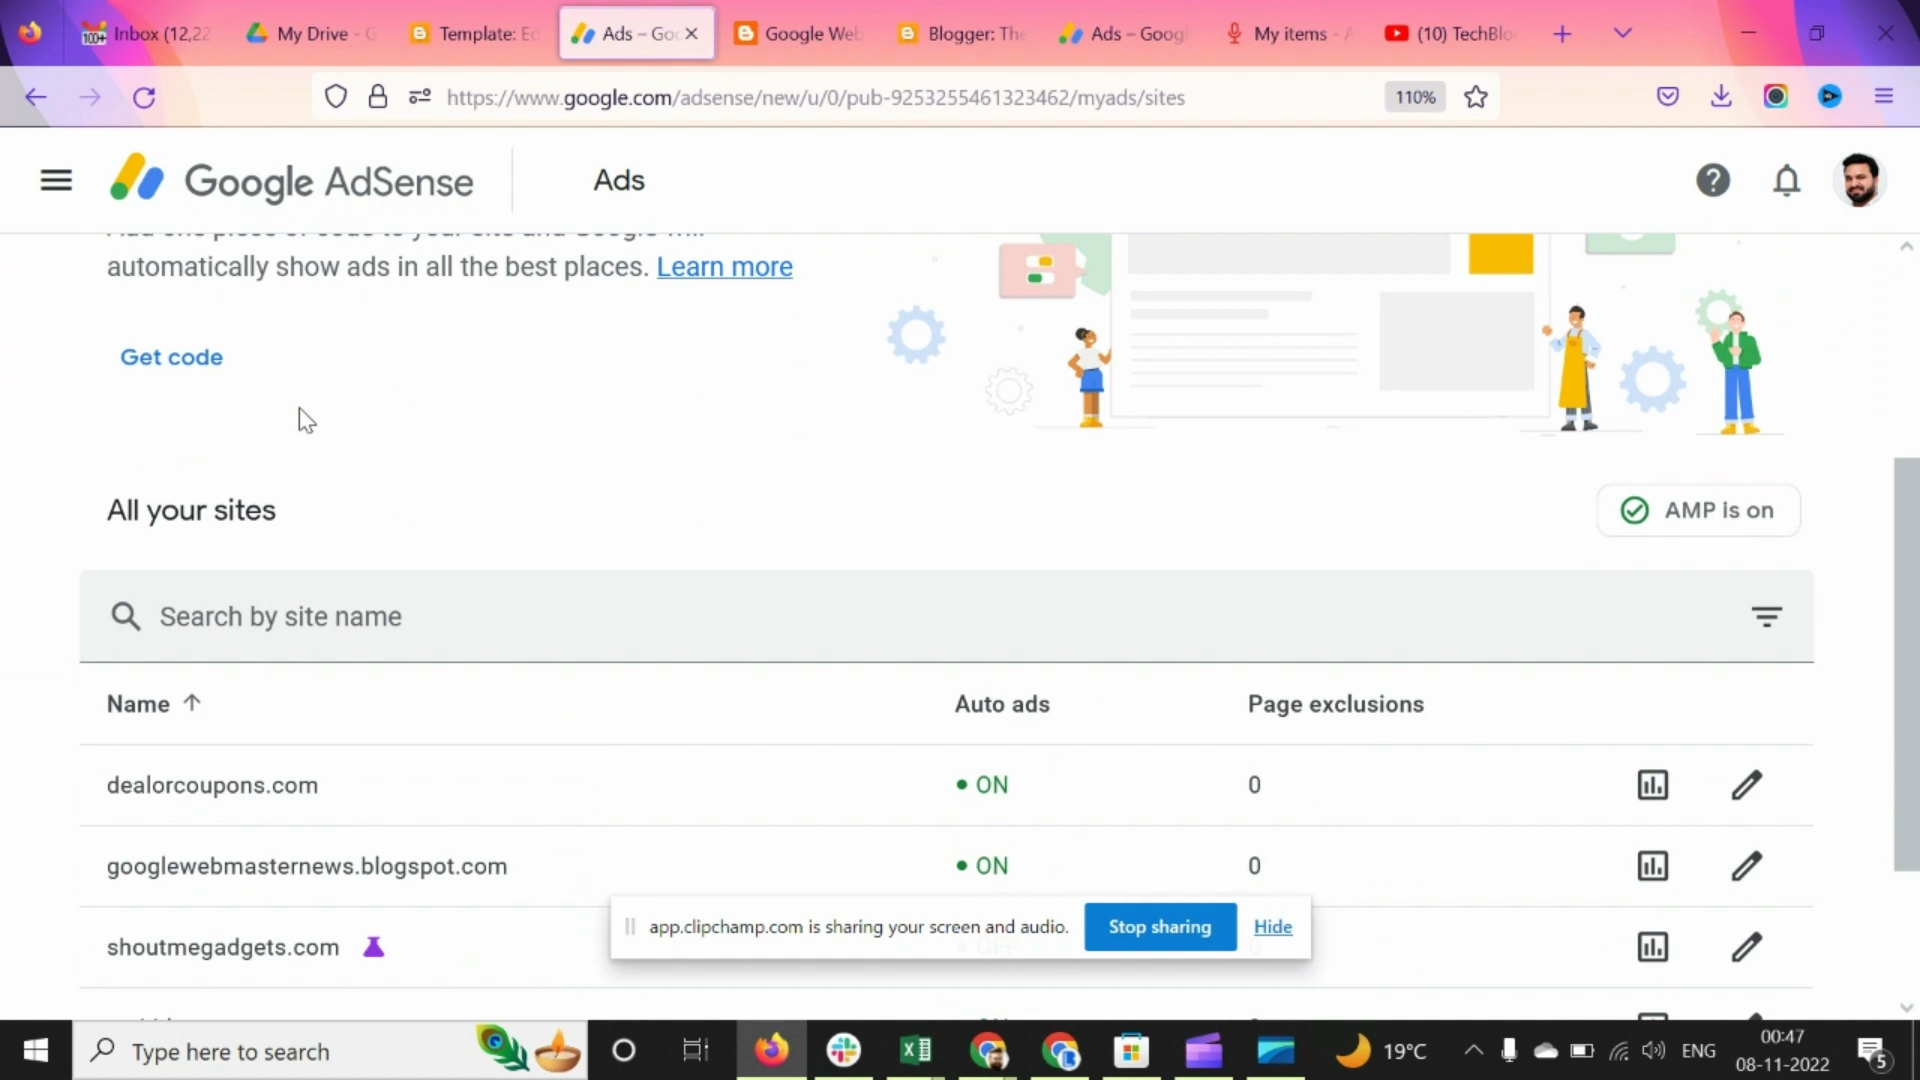 Inbox (12,22
My Drive - G
Template: Ed
Ads – Goo
Google Web
Blogger: The
Ads – Googl
My items - A
(10) TechBlo
https://www.google.com/adsense/new/u/0/pub-9253255461323462/myads/sites
110%
Google AdSense
Ads
automatically show ads in all the best places. Learn more
Get code
All your sites
AMP is on
Search by site name
Name
Auto ads
Page exclusions
dealorcoupons.com
ON
0
googlewebmasternews.blogspot.com
ON
0
shoutmegadgets.com
app.clipchamp.com is sharing your screen and audio.
Stop sharing
Hide
Type here to search
19°C
ENG
00:47
08-11-2022
5